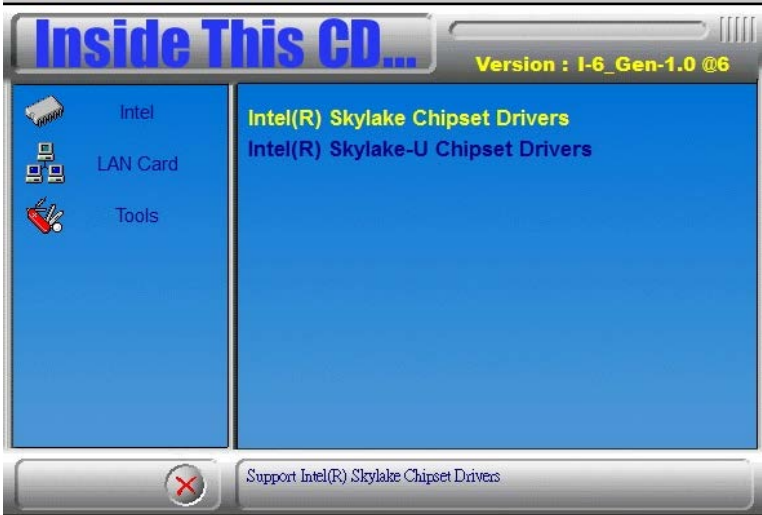 Inside This CD...
Version : I-6_Gen-1.0 @6
Intel
LAN Card
Tools
Intel(R) Skylake Chipset Drivers
Intel(R) Skylake-U Chipset Drivers
Support Intel(R) Skylake Chipset Drivers